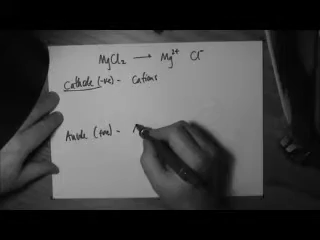 MgCl₂ → Mg²⁺ Cl⁻
Cathode (-ve) - Cations
Anode (+ve) -